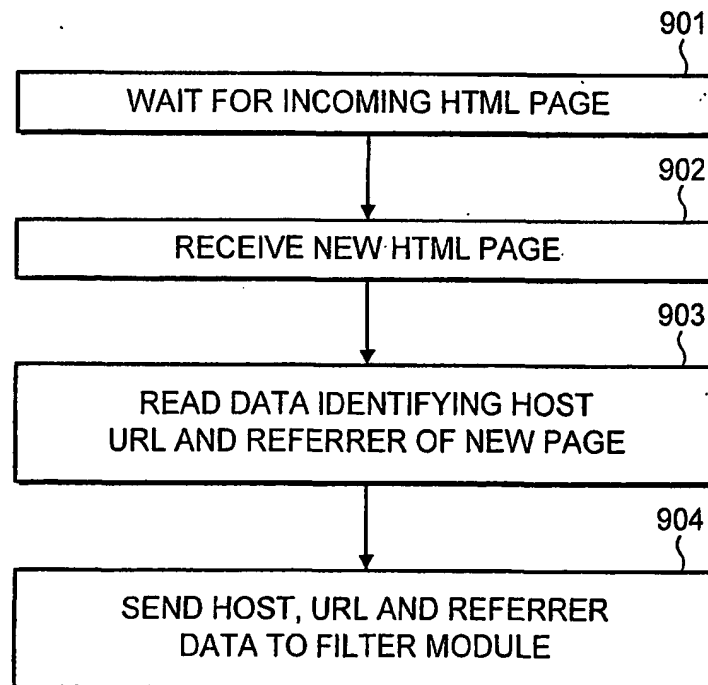 901
WAIT FOR INCOMING HTML PAGE
902
RECEIVE NEW HTML PAGE
903
READ DATA IDENTIFYING HOST
URL AND REFERRER OF NEW PAGE
904
SEND HOST, URL AND REFERRER
DATA TO FILTER MODULE